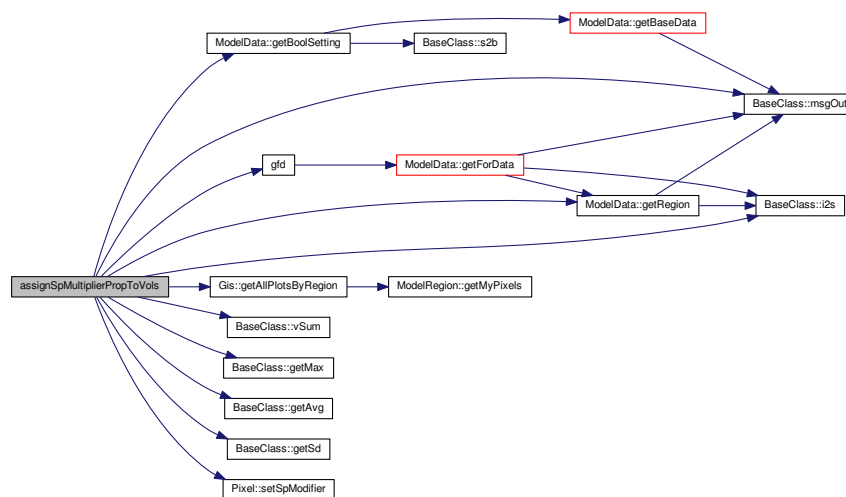 ModelData::getBaseData
ModelData::getBoolSetting
BaseClass::s2b
BaseClass::msgOut
gfd
ModelData::getForData
ModelData::getRegion
BaseClass::i2s
assignSpMultiplierPropToVols
Gis::getAllPlotsByRegion
ModelRegion::getMyPixels
BaseClass::vSum
BaseClass::getMax
BaseClass::getAvg
BaseClass::getSd
Pixel::setSpModifier